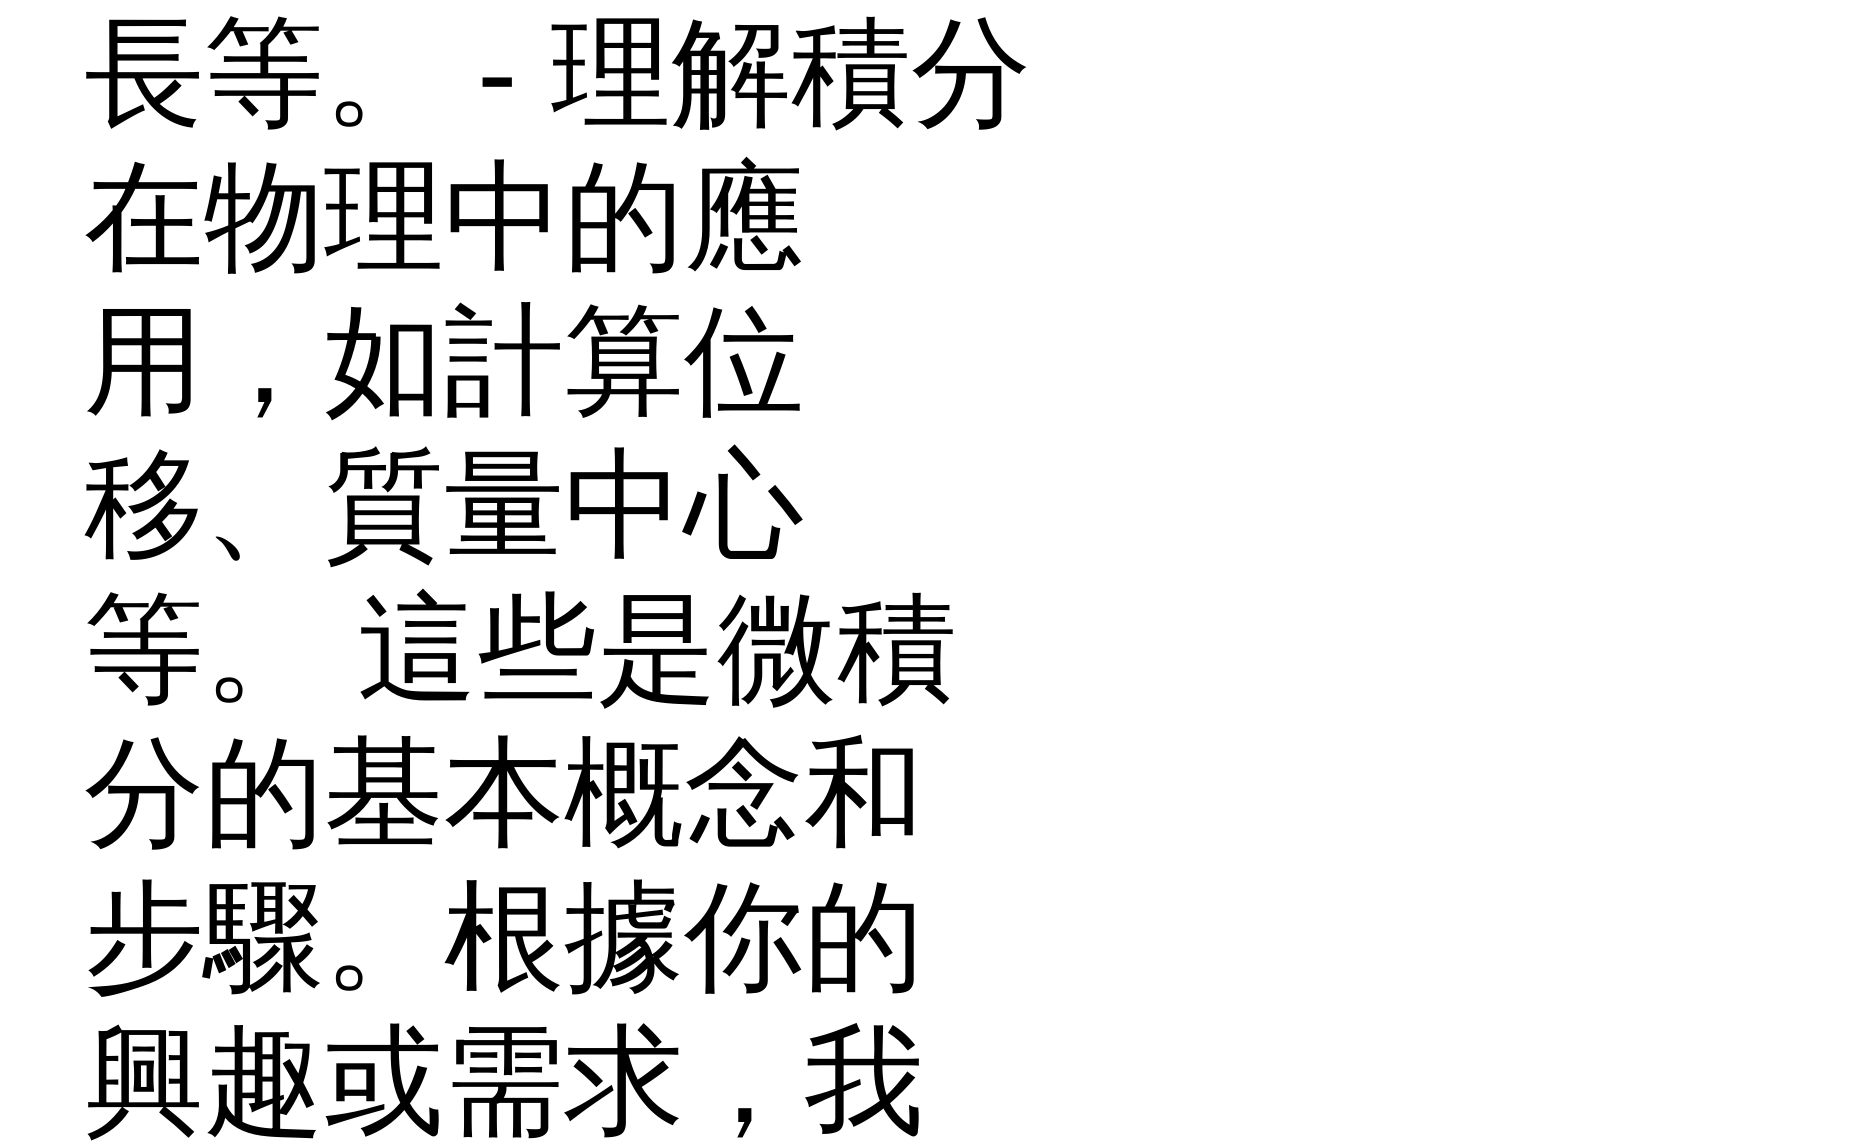 長等。 - 理解積分
在物理中的應
用，如計算位
移、質量中心
等。 這些是微積
分的基本概念和
步驟。根據你的
興趣或需求，我